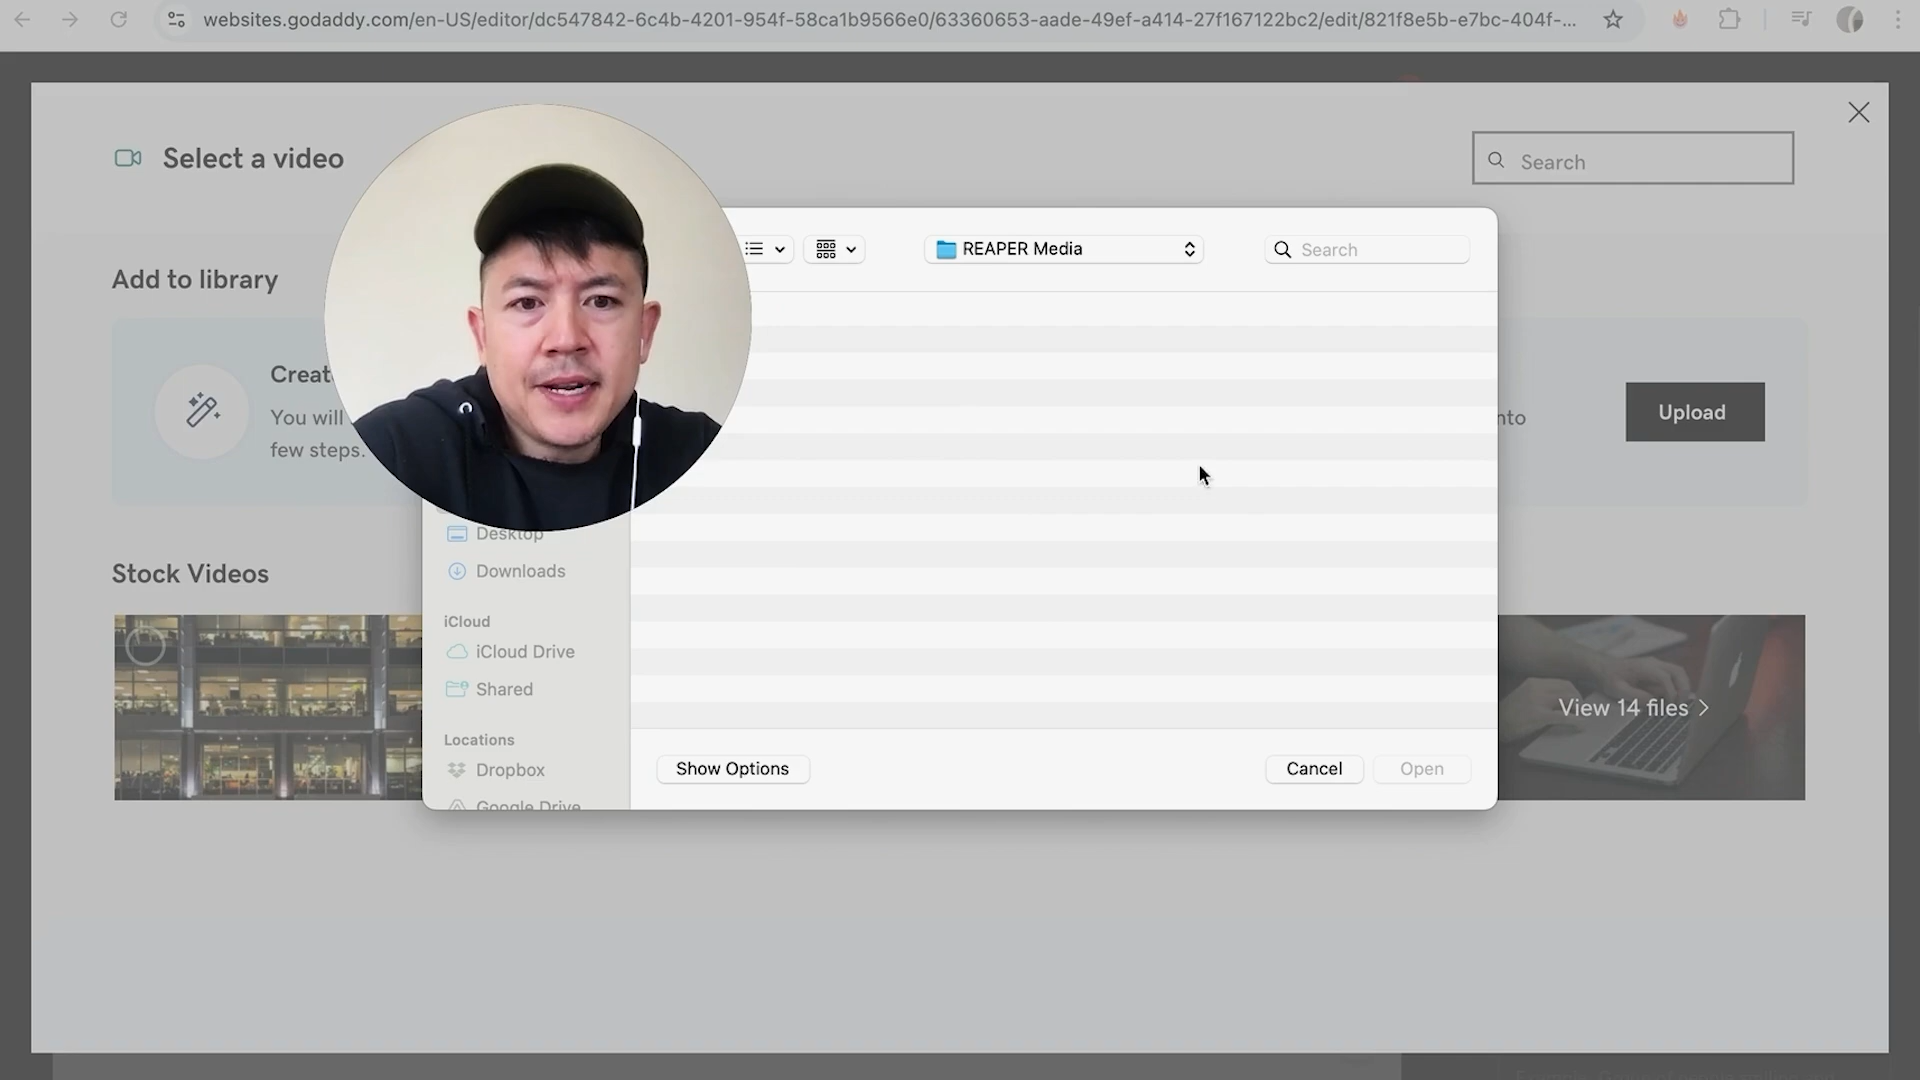 websites.godaddy.com/en-US/editor/dc547842-6c4b-4201-954f-58ca1b9566e0/63360653-aade-49ef-a414-27f167122bc2/edit/821f8e5b-e7bc-404f-...
Select a video
Search
REAPER Media
Search
Add to library
Creat
You will
few steps.
nto
Upload
Desktop
Downloads
Stock Videos
iCloud
iCloud Drive
Shared
View 14 files
Locations
Dropbox
Google Drive
Show Options
Cancel
Open